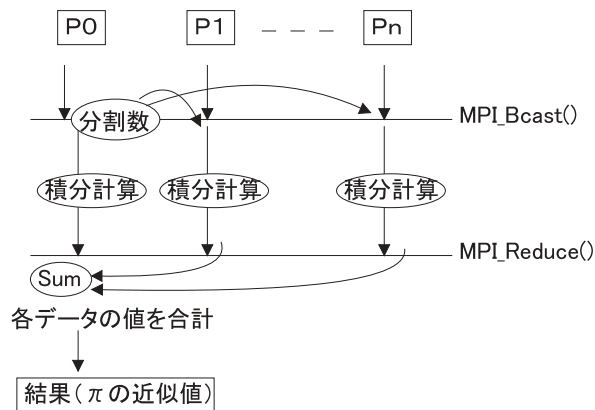 P0 P1 - - - Pn
分割数
MPI_Bcast()
積分計算 積分計算 積分計算
MPI_Reduce()
Sum
各データの値を合計
結果(πの近似値)